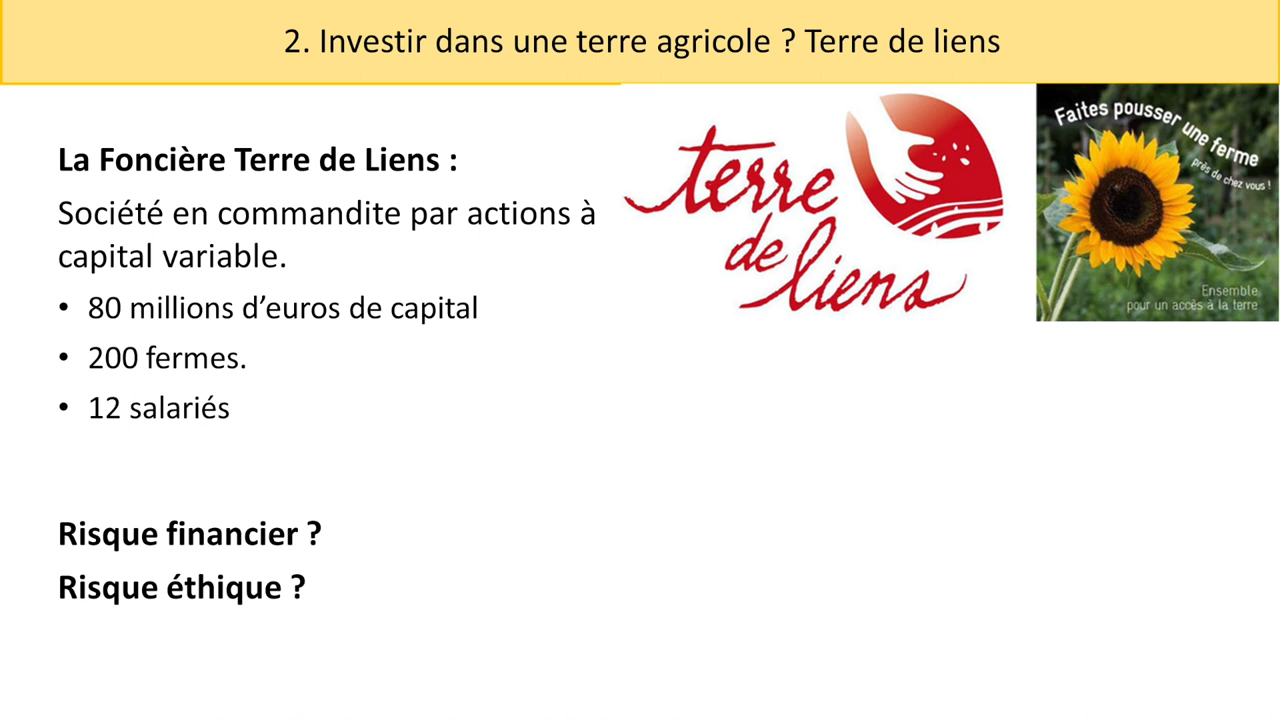 2. Investir dans une terre agricole ? Terre de liens
La Foncière Terre de Liens :
Société en commandite par actions à
capital variable.
• 80 millions d’euros de capital
• 200 fermes.
• 12 salariés
Risque financier ?
Risque éthique ?
terre
de liens
Faites pousser une ferme
près de chez vous !
Ensemble
pour un accès à la terre